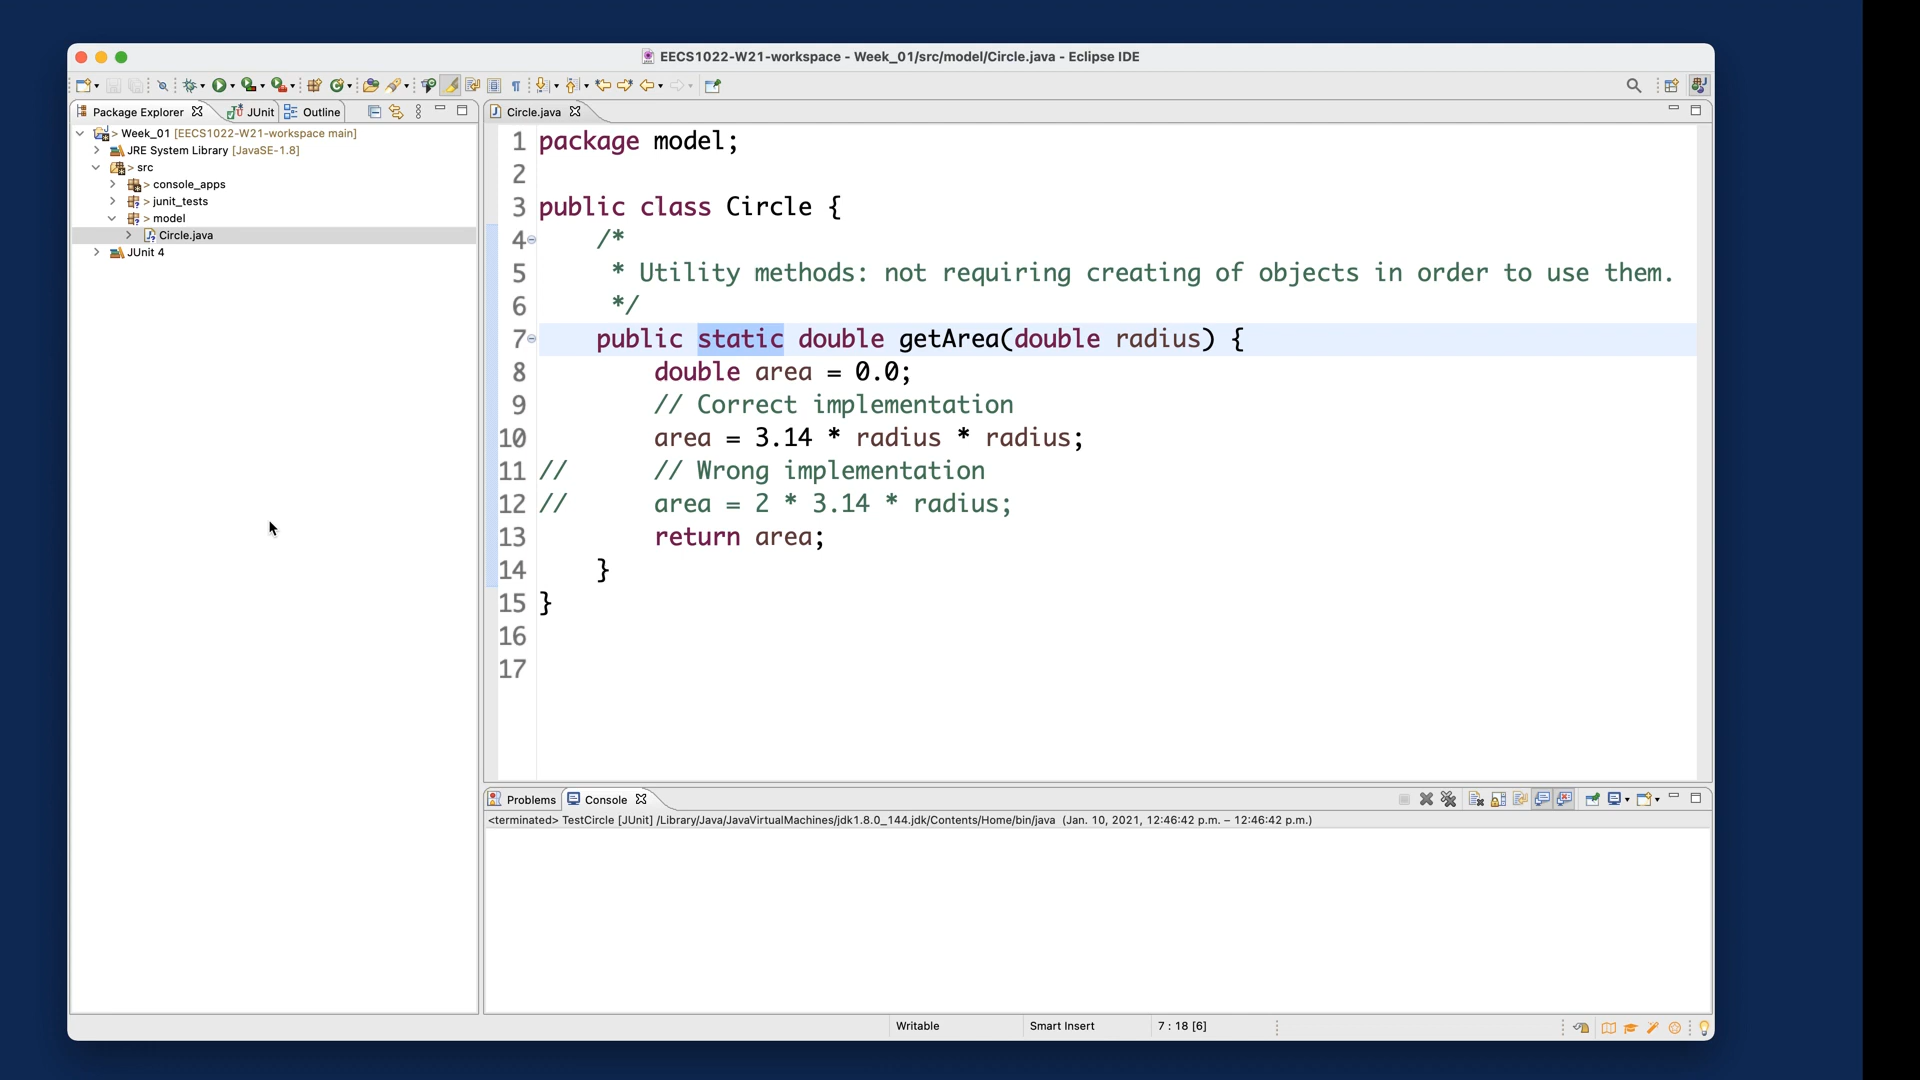 EECS1022-W21-workspace - Week_01/src/model/Circle.java - Eclipse IDE
Package Explorer
JUnit
Outline
Week_01 [EECS1022-W21-workspace main]
JRE System Library [JavaSE-1.8]
> src
> console_apps
> junit_tests
> model
Circle.java
JUnit 4
Circle.java
1 package model;
2
3 public class Circle {
4 /*
5 * Utility methods: not requiring creating of objects in order to use them.
6 */
7 public static double getArea(double radius) {
8 double area = 0.0;
9 // Correct implementation
10 area = 3.14 * radius * radius;
11 // // Wrong implementation
12 // area = 2 * 3.14 * radius;
13 return area;
14 }
15 }
16
17
Problems
Console
<terminated> TestCircle [JUnit] /Library/Java/JavaVirtualMachines/jdk1.8.0_144.jdk/Contents/Home/bin/java (Jan. 10, 2021, 12:46:42 p.m. – 12:46:42 p.m.)
Writable
Smart Insert
7 : 18 [6]